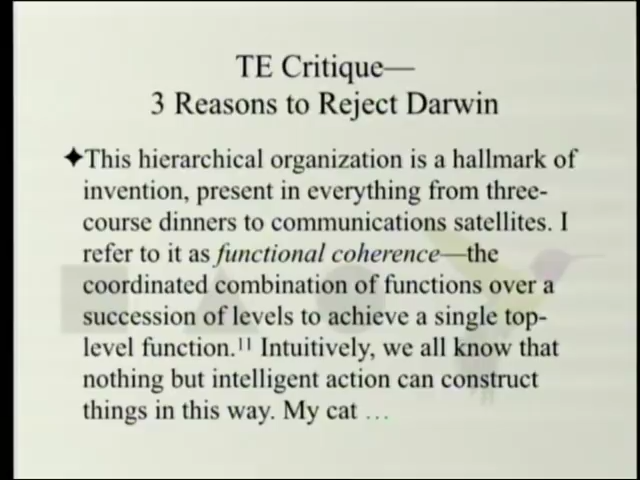 TE Critique—
3 Reasons to Reject Darwin
✦This hierarchical organization is a hallmark of
invention, present in everything from three-
course dinners to communications satellites. I
refer to it as functional coherence—the
coordinated combination of functions over a
succession of levels to achieve a single top-
level function.¹¹ Intuitively, we all know that
nothing but intelligent action can construct
things in this way. My cat …